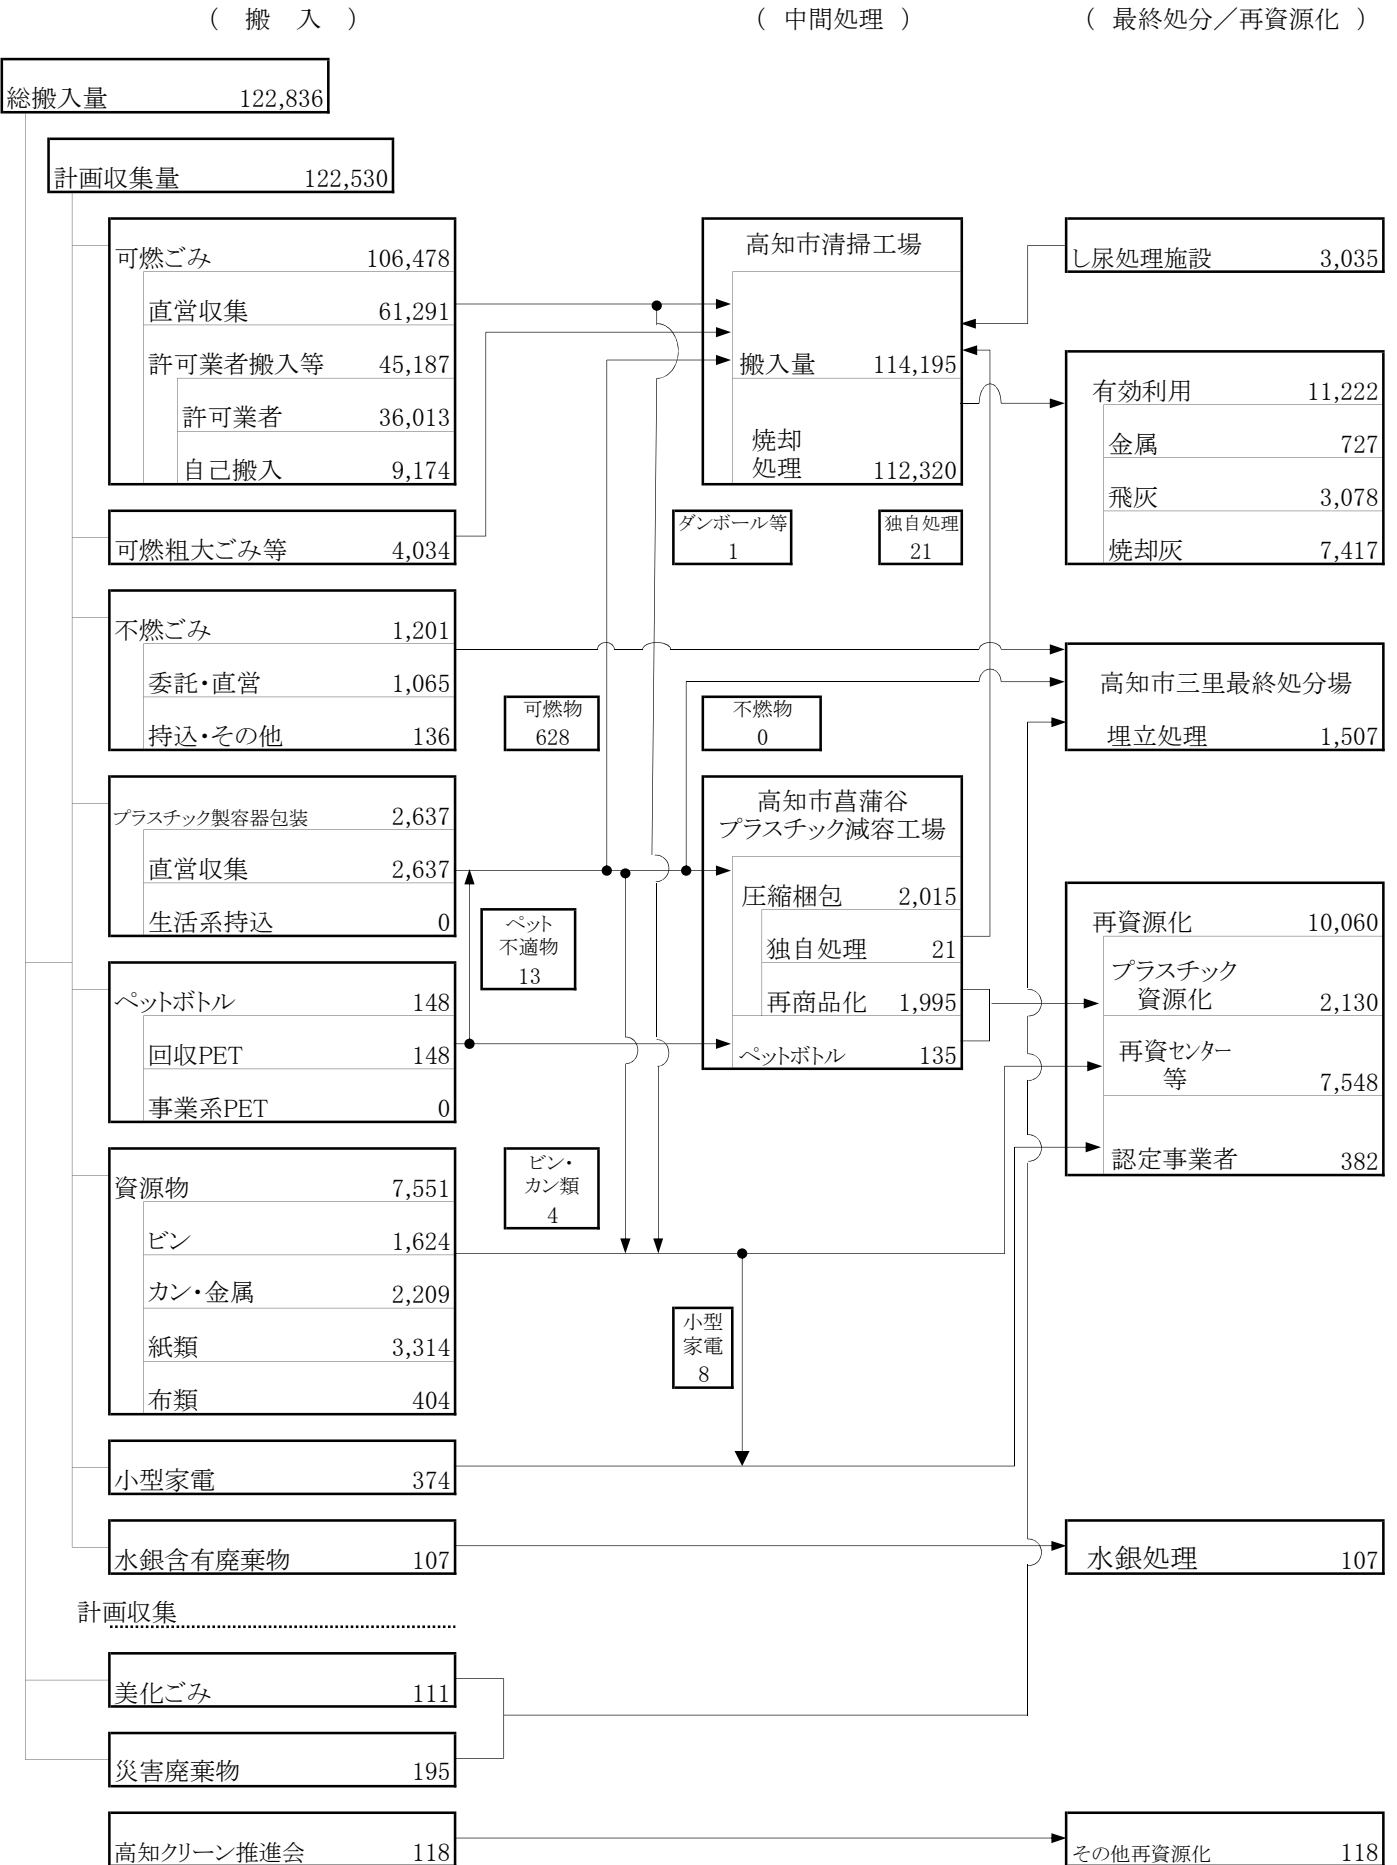 ( 搬 入 )
( 中間処理 )
( 最終処分／再資源化 )
総搬入量 122,836
計画収集量 122,530
可燃ごみ 106,478
直営収集 61,291
許可業者搬入等 45,187
許可業者 36,013
自己搬入 9,174
可燃粗大ごみ等 4,034
不燃ごみ 1,201
委託・直営 1,065
持込・その他 136
プラスチック製容器包装 2,637
直営収集 2,637
生活系持込 0
ペットボトル 148
回収PET 148
事業系PET 0
資源物 7,551
ビン 1,624
カン・金属 2,209
紙類 3,314
布類 404
小型家電 374
水銀含有廃棄物 107
計画収集
美化ごみ 111
災害廃棄物 195
高知クリーン推進会 118
可燃物
628
ペット
不適物
13
ビン・
カン類
4
高知市清掃工場
搬入量 114,195
焼却
処理 112,320
ダンボール等
1
独自処理
21
不燃物
0
高知市菖蒲谷
プラスチック減容工場
圧縮梱包 2,015
独自処理 21
再商品化 1,995
ペットボトル 135
小型
家電
8
し尿処理施設 3,035
有効利用 11,222
金属 727
飛灰 3,078
焼却灰 7,417
高知市三里最終処分場
埋立処理 1,507
再資源化 10,060
プラスチック
資源化 2,130
再資センター
等 7,548
認定事業者 382
水銀処理 107
その他再資源化 118